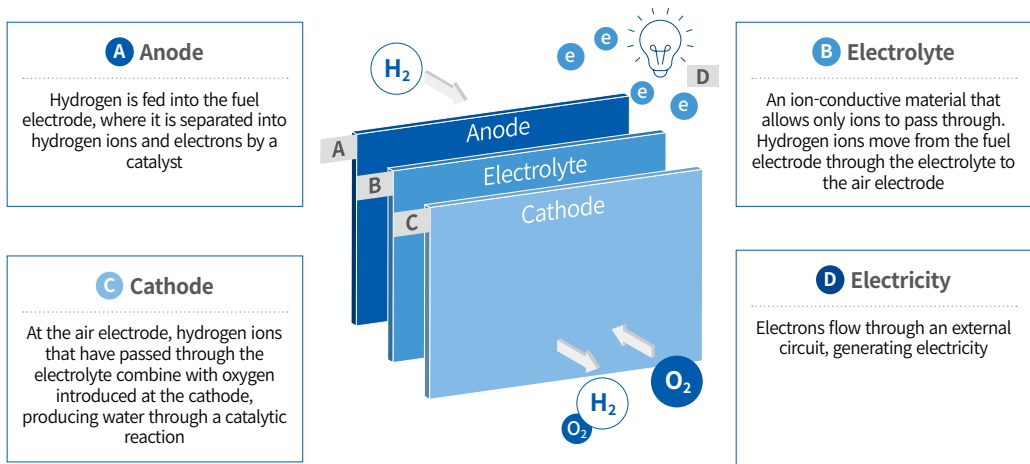 A Anode
Hydrogen is fed into the fuel
electrode, where it is separated into
hydrogen ions and electrons by a
catalyst
H₂
e
e
e
e
D
A
Anode
B
Electrolyte
C
Cathode
O₂
H₂
O₂
B Electrolyte
An ion-conductive material that
allows only ions to pass through.
Hydrogen ions move from the fuel
electrode through the electrolyte to
the air electrode
C Cathode
At the air electrode, hydrogen ions
that have passed through the
electrolyte combine with oxygen
introduced at the cathode,
producing water through a catalytic
reaction
D Electricity
Electrons flow through an external
circuit, generating electricity